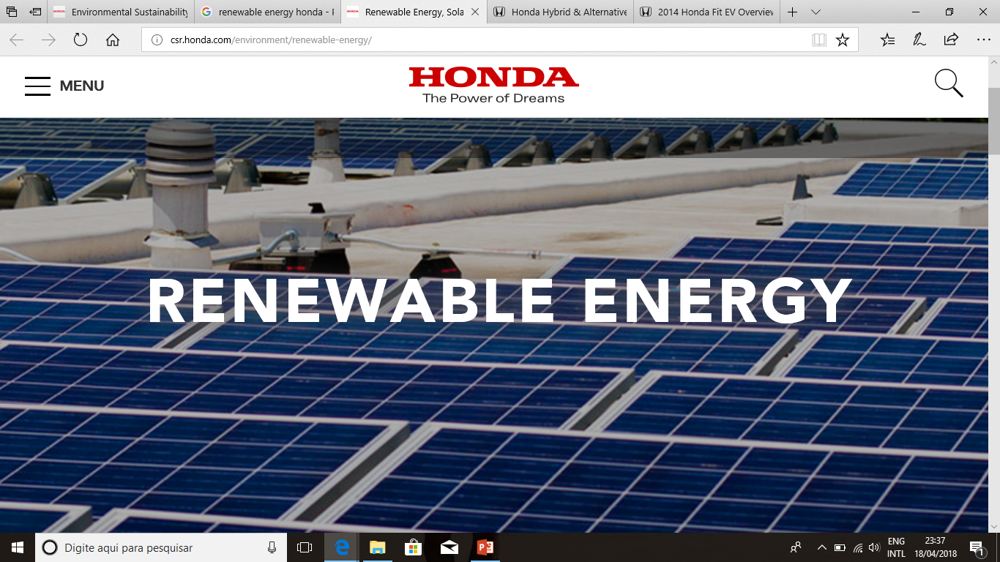 Environmental Sustainability
renewable energy honda - 
Renewable Energy, Sola
Honda Hybrid & Alternative
2014 Honda Fit EV Overview
csr.honda.com/environment/renewable-energy/
MENU
HONDA
The Power of Dreams
RENEWABLE ENERGY
Digite aqui para pesquisar
ENG
INTL
23:37
18/04/2018
1